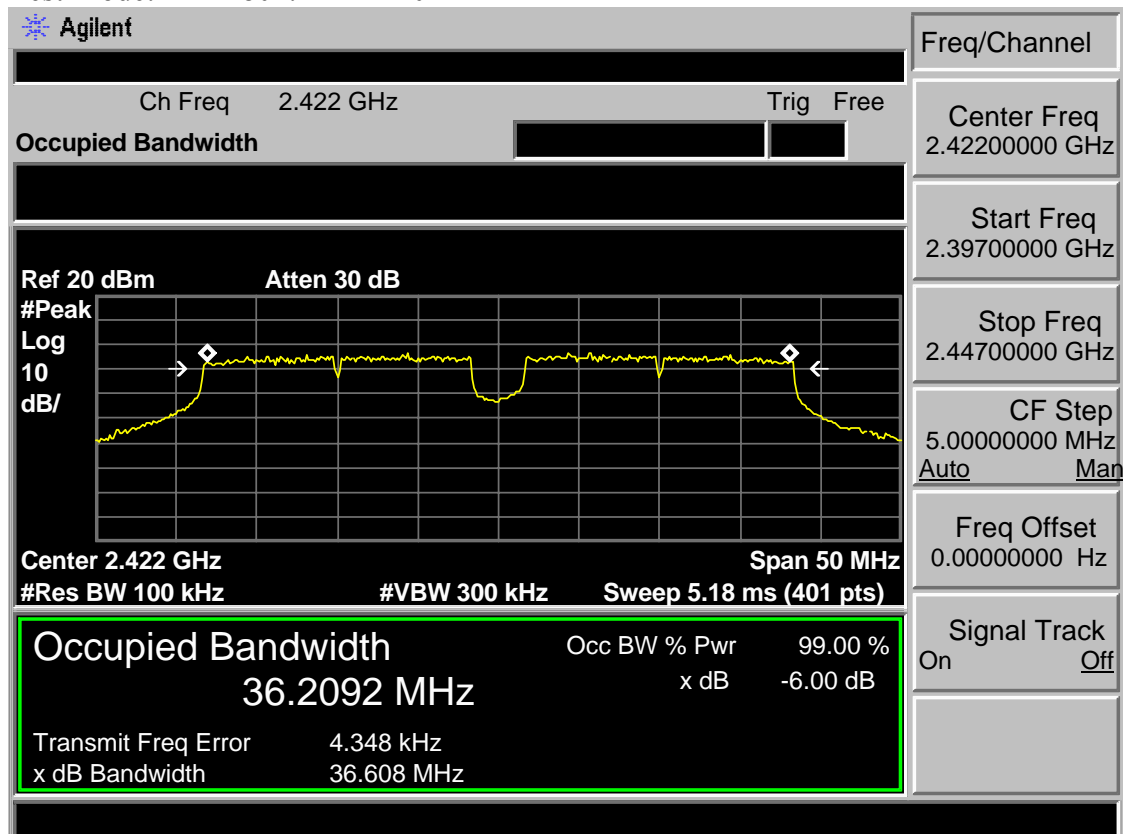 Agilent
Freq/Channel
Ch Freq 2.422 GHz Trig Free
Occupied Bandwidth
Center Freq
2.42200000 GHz
Start Freq
2.39700000 GHz
Stop Freq
2.44700000 GHz
CF Step
5.00000000 MHz
Auto Man
Freq Offset
0.00000000 Hz
Signal Track
On Off
Ref 20 dBm Atten 30 dB
#Peak
Log
10
dB/
Center 2.422 GHz Span 50 MHz
#Res BW 100 kHz #VBW 300 kHz Sweep 5.18 ms (401 pts)
Occupied Bandwidth Occ BW % Pwr 99.00 %
36.2092 MHz x dB -6.00 dB
Transmit Freq Error 4.348 kHz
x dB Bandwidth 36.608 MHz